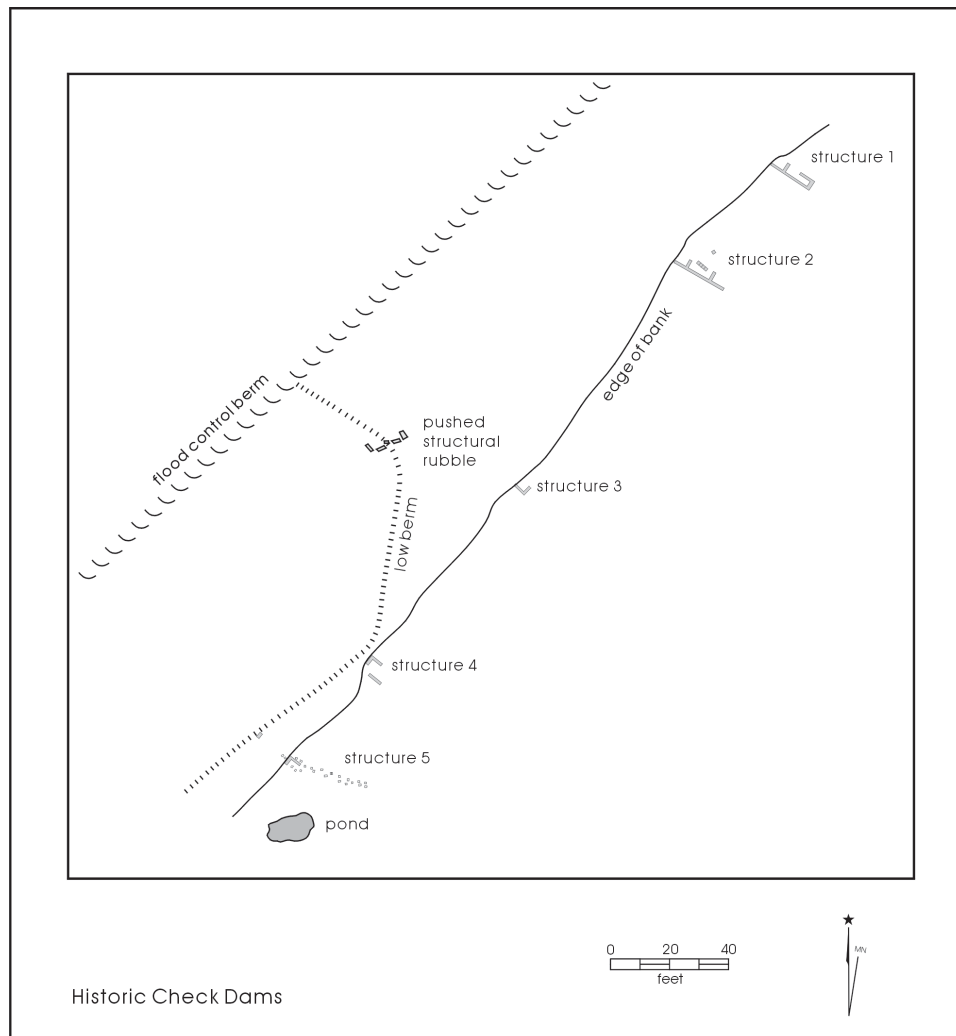 structure 1
structure 2
edge of bank
flood control berm
pushed
structural
rubble
structure 3
low berm
structure 4
structure 5
pond
0 20 40
feet
MN
Historic Check Dams